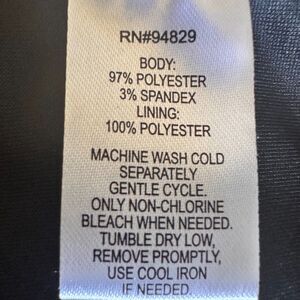 RN#94829
BODY:
97% POLYESTER
3% SPANDEX
LINING:
100% POLYESTER
MACHINE WASH COLD
SEPARATELY
GENTLE CYCLE.
ONLY NON-CHLORINE
BLEACH WHEN NEEDED.
TUMBLE DRY LOW,
REMOVE PROMPTLY,
USE COOL IRON
IF NEEDED